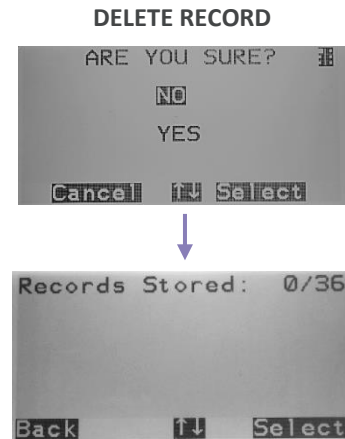 DELETE RECORD
ARE YOU SURE?
NO
YES
Cancel ↑↓ Select
Records Stored: 0/36
Back ↑↓ Select